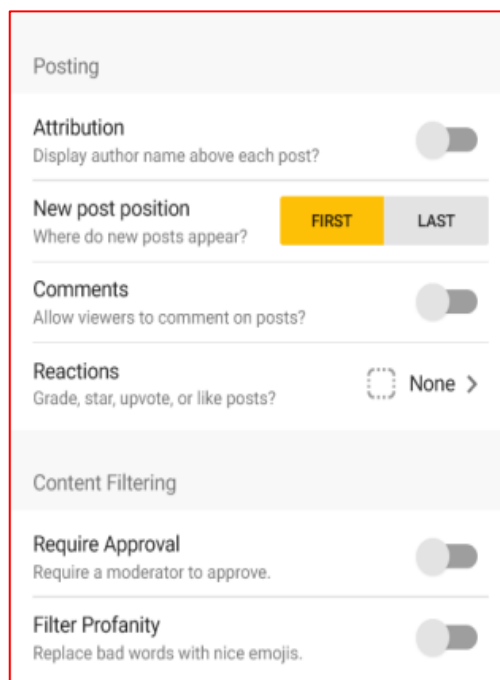 Posting
Attribution
Display author name above each post?
New post position
Where do new posts appear?
FIRST LAST
Comments
Allow viewers to comment on posts?
Reactions
Grade, star, upvote, or like posts?
None
Content Filtering
Require Approval
Require a moderator to approve.
Filter Profanity
Replace bad words with nice emojis.